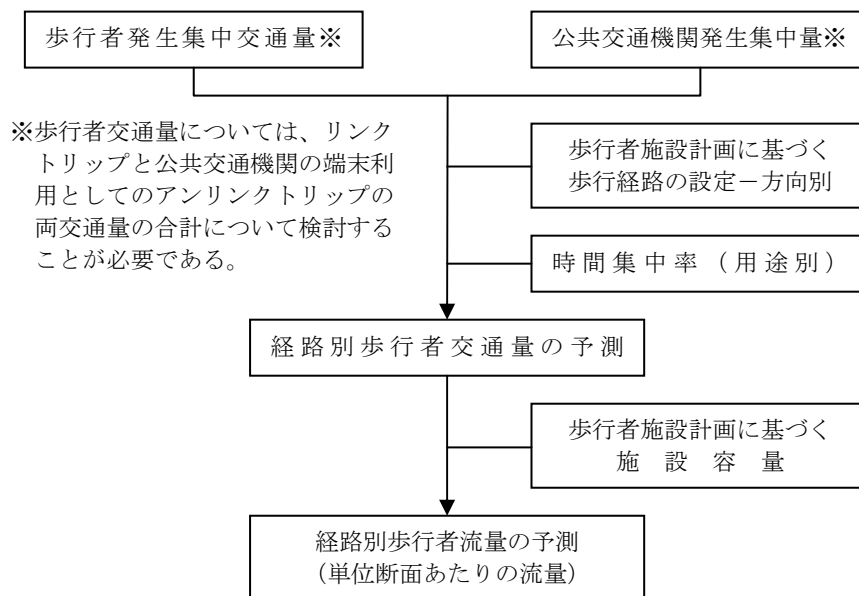 歩行者発生集中交通量※
公共交通機関発生集中量※
※歩行者交通量については、リンク
トリップと公共交通機関の端末利
用としてのアンリンクトリップの
両交通量の合計について検討する
ことが必要である。
歩行者施設計画に基づく
歩行経路の設定－方向別
時間集中率（用途別）
経路別歩行者交通量の予測
歩行者施設計画に基づく
施設容量
経路別歩行者流量の予測
（単位断面あたりの流量）